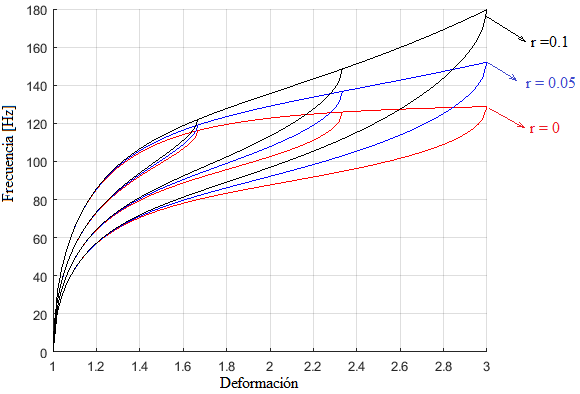 180
160
140
120
100
80
60
40
20
0
Frecuencia [Hz]
r =0.1
r = 0.05
r = 0
1 1.2 1.4 1.6 1.8 2 2.2 2.4 2.6 2.8 3
Deformación